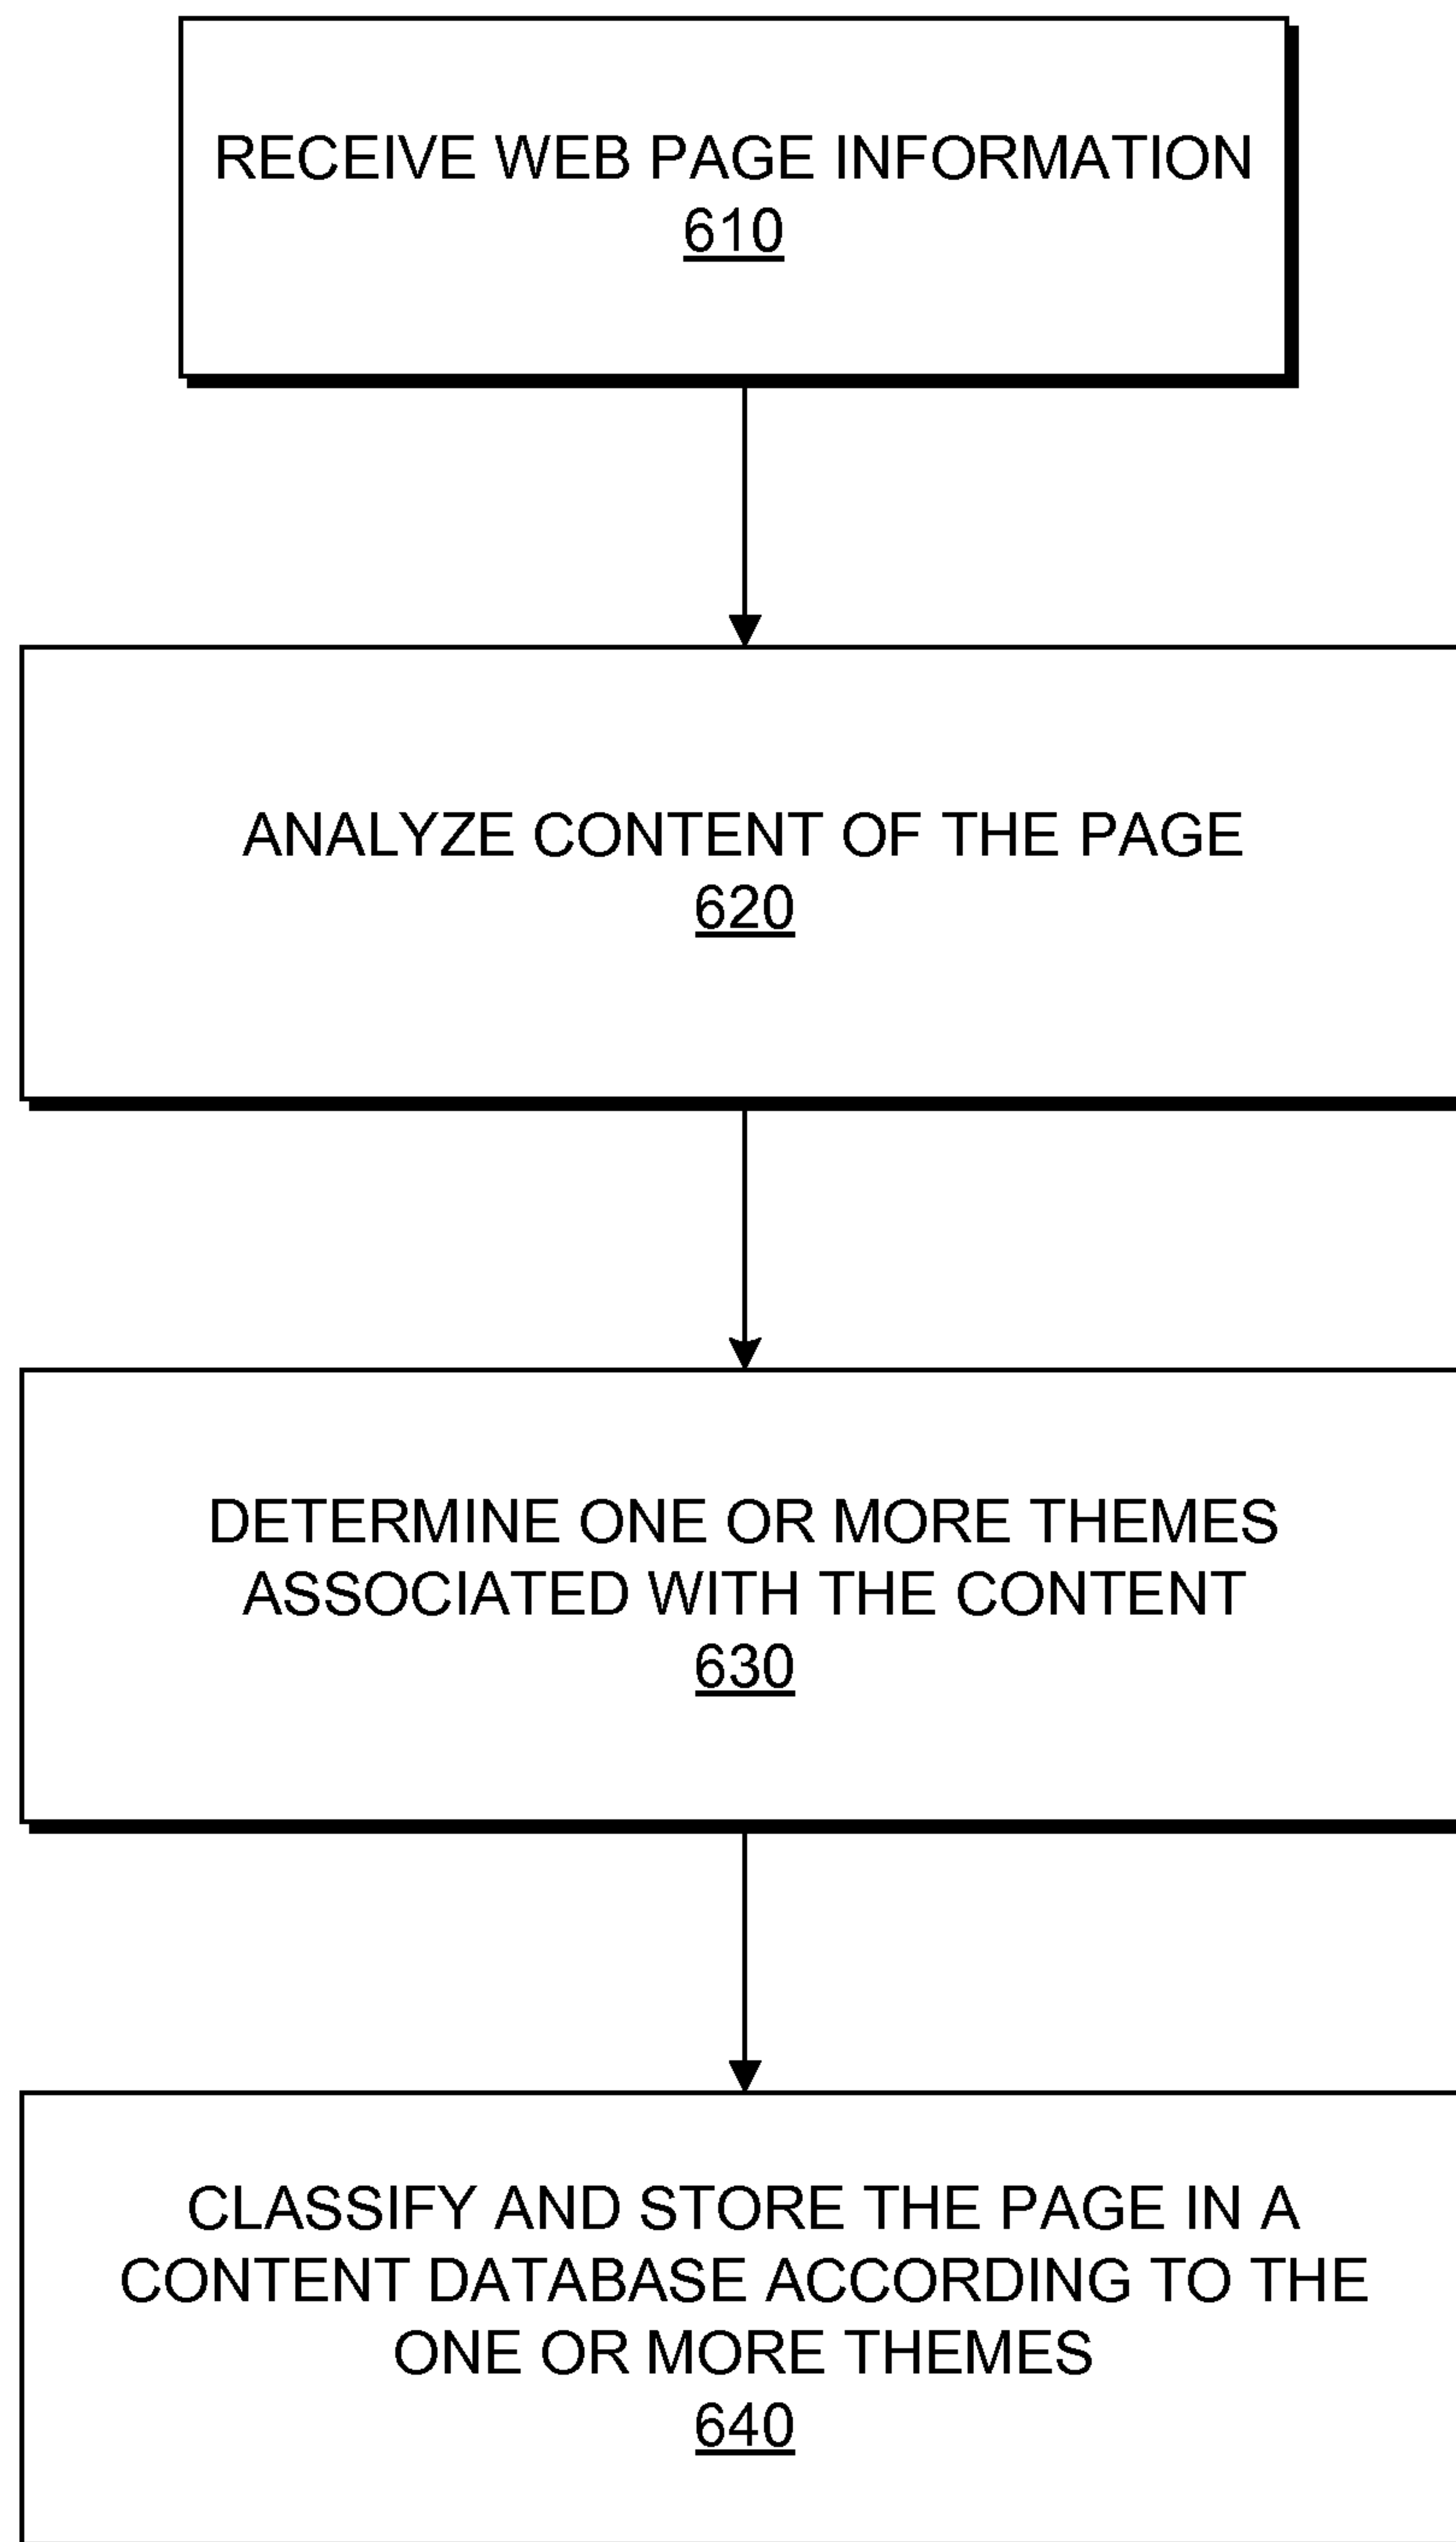 RECEIVE WEB PAGE INFORMATION
610
ANALYZE CONTENT OF THE PAGE
620
DETERMINE ONE OR MORE THEMES
ASSOCIATED WITH THE CONTENT
630
CLASSIFY AND STORE THE PAGE IN A
CONTENT DATABASE ACCORDING TO THE
ONE OR MORE THEMES
640